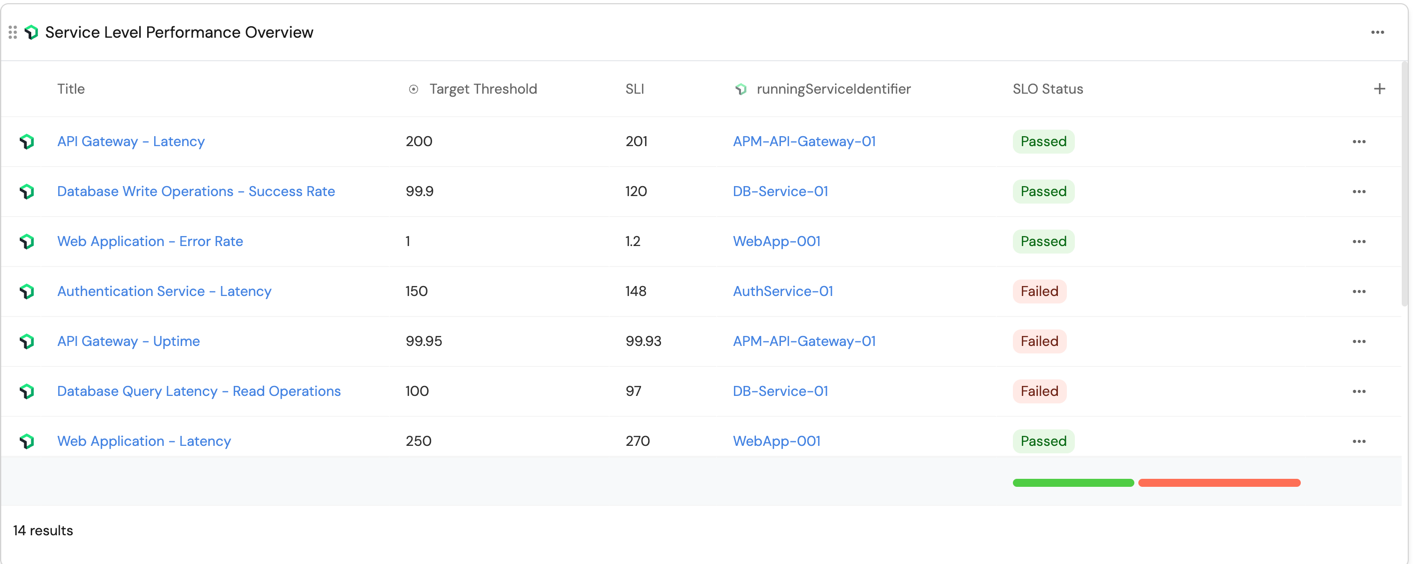 Service Level Performance Overview
Title Target Threshold SLI runningServiceIdentifier SLO Status
API Gateway - Latency 200 201 APM-API-Gateway-01 Passed
Database Write Operations - Success Rate 99.9 120 DB-Service-01 Passed
Web Application - Error Rate 1 1.2 WebApp-001 Passed
Authentication Service - Latency 150 148 AuthService-01 Failed
API Gateway - Uptime 99.95 99.93 APM-API-Gateway-01 Failed
Database Query Latency - Read Operations 100 97 DB-Service-01 Failed
Web Application - Latency 250 270 WebApp-001 Passed
14 results